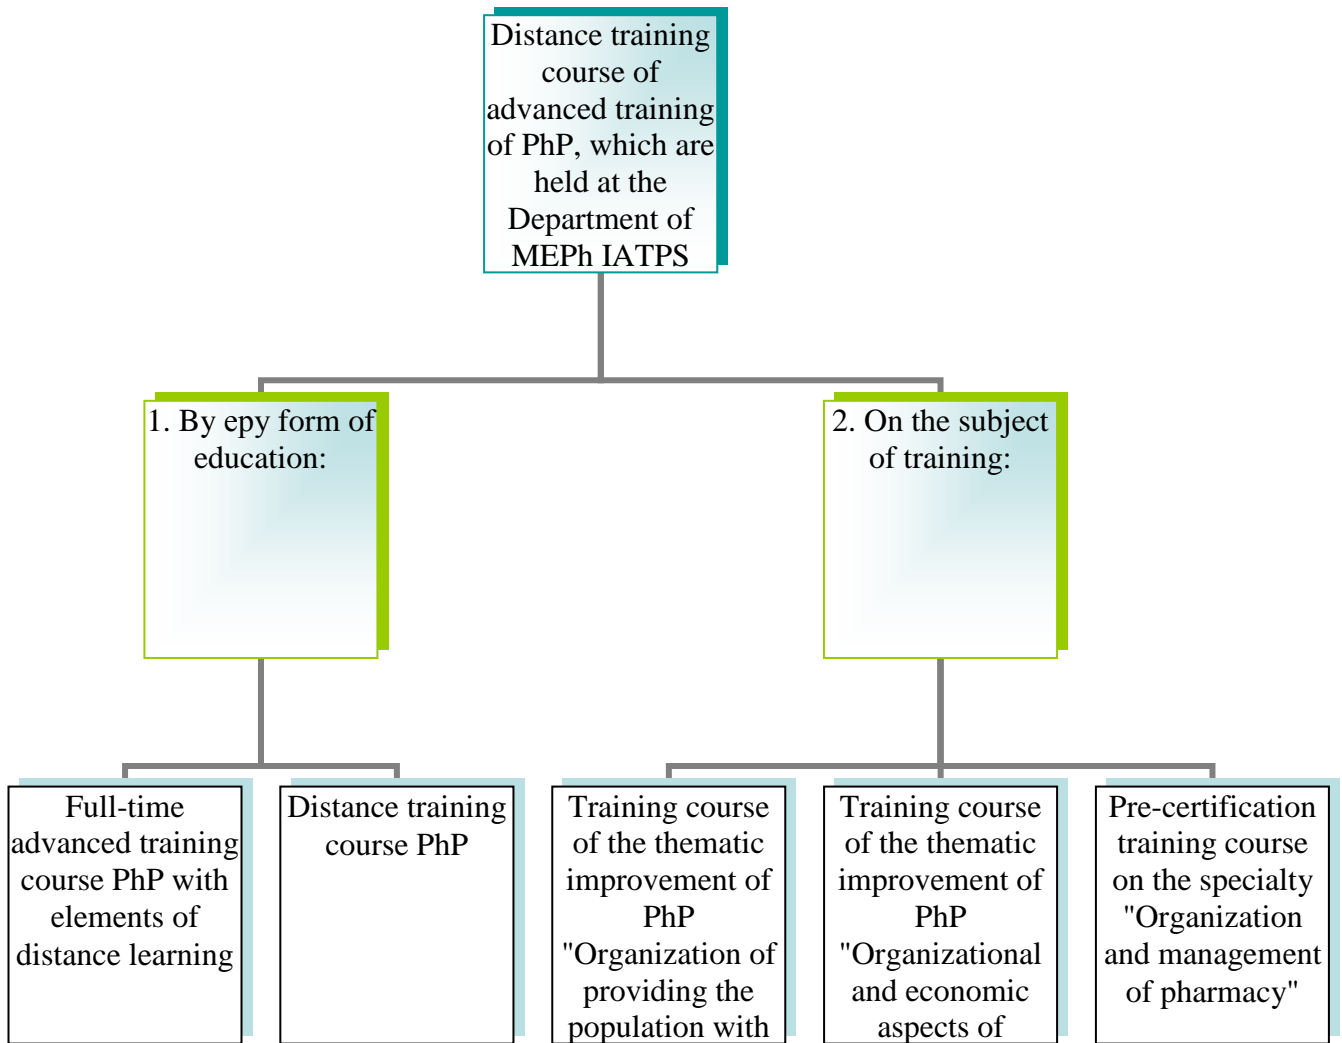 Distance training
course of
advanced training
of PhP, which are
held at the
Department of
MEPh IATPS
1. By epy form of
education:
2. On the subject
of training:
Full-time
advanced training
course PhP with
elements of
distance learning
Distance training
course PhP
Training course
of the thematic
improvement of
PhP
"Organization of
providing the
population with
Training course
of the thematic
improvement of
PhP
"Organizational
and economic
aspects of
Pre-certification
training course
on the specialty
"Organization
and management
of pharmacy"